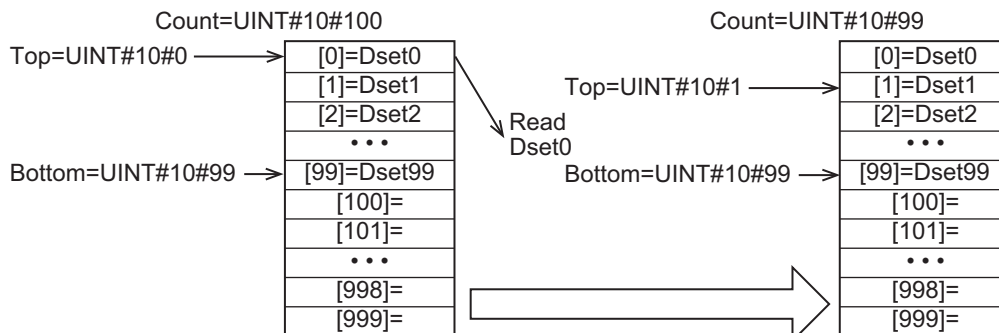 Count=UINT#10#100
Top=UINT#10#0
[0]=Dset0
[1]=Dset1
[2]=Dset2
• • •
Bottom=UINT#10#99
[99]=Dset99
[100]=
[101]=
• • •
[998]=
[999]=
Read
Dset0
Count=UINT#10#99
[0]=Dset0
Top=UINT#10#1
[1]=Dset1
[2]=Dset2
• • •
Bottom=UINT#10#99
[99]=Dset99
[100]=
[101]=
• • •
[998]=
[999]=